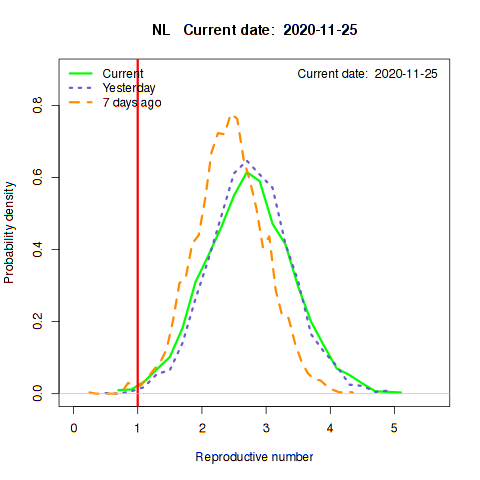 NL   Current date:  2020-11-25
Current
Yesterday
7 days ago
Current date:  2020-11-25
Probability density
0.8
0.6
0.4
0.2
0.0
0 1 2 3 4 5
Reproductive number